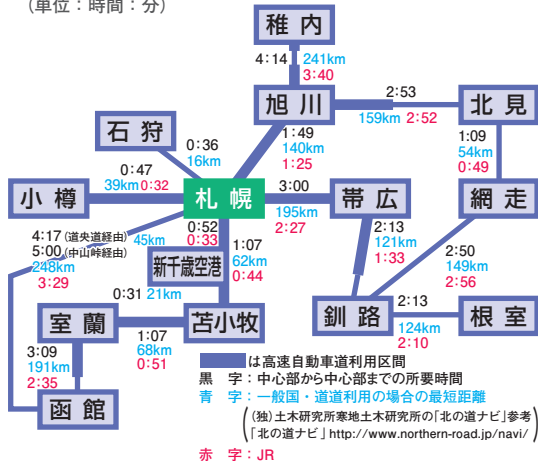 (単位：時間：分)
稚内
4:14
241km
3:40
旭川
2:53
159km 2:52
北見
石狩
0:36
16km
1:49
140km
1:25
1:09
54km
0:49
0:47
39km 0:32
小樽
札幌
3:00
195km
2:27
帯広
網走
4:17(道央道経由)
5:00(中山峠経由)
248km
3:29
45km
0:52
0:33
新千歳空港
1:07
62km
0:44
2:13
121km
1:33
2:50
149km
2:56
0:31 21km
室蘭
苫小牧
釧路
2:13
124km
2:10
根室
1:07
68km
0:51
3:09
191km
2:35
函館
は高速自動車道利用区間
黒　字：中心部から中心部までの所要時間
青　字：一般国・道道利用の場合の最短距離
(独)土木研究所寒地土木研究所の「北の道ナビ」参考
「北の道ナビ」http://www.northern-road.jp/navi/
赤　字：JR